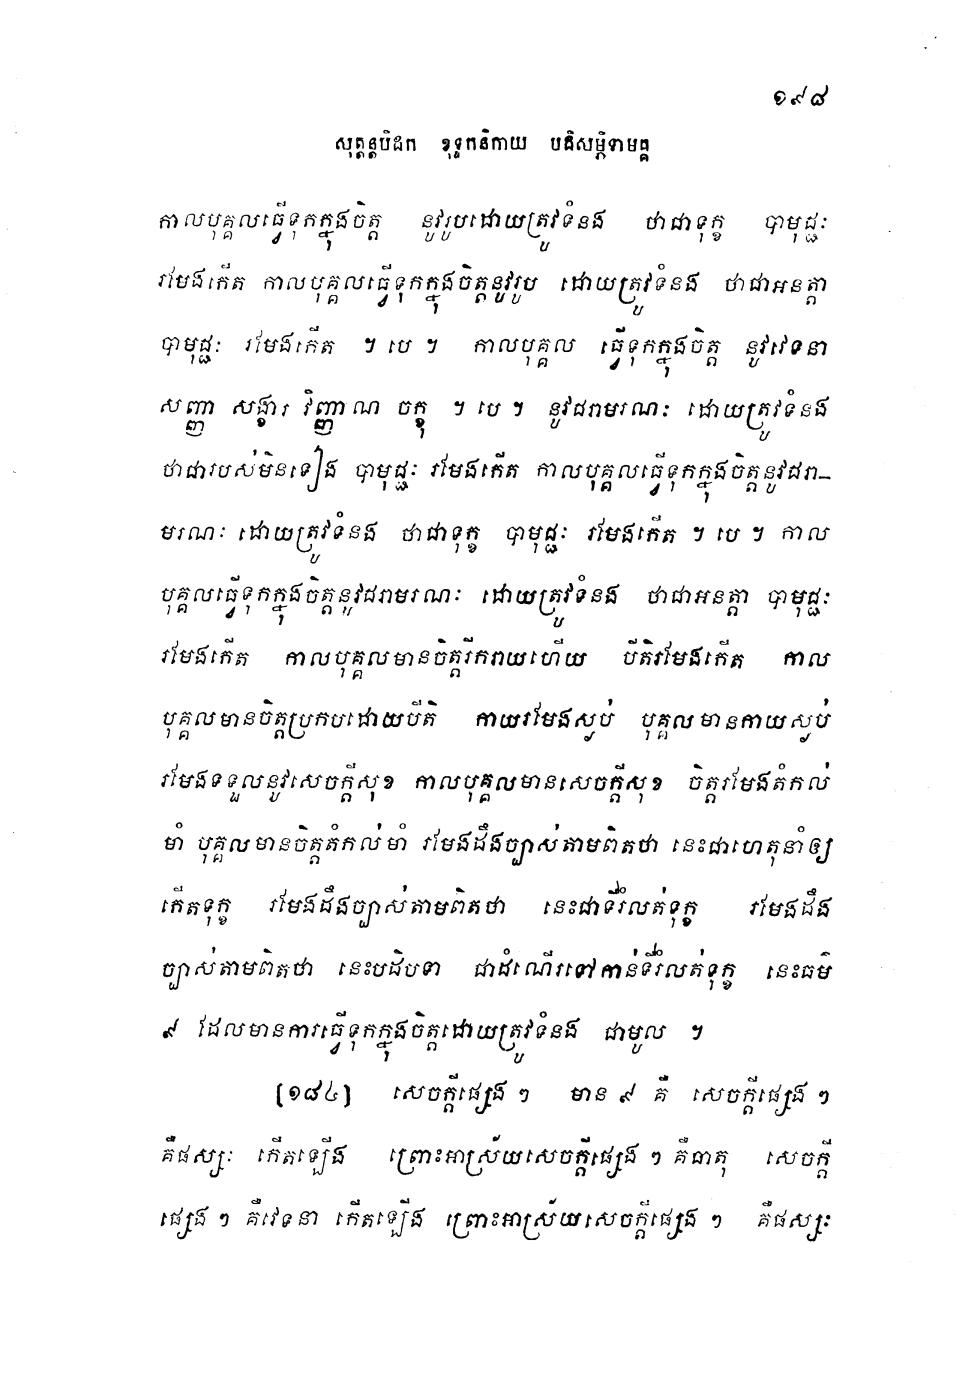 ១៩៨
សុត្តន្តបិដក ខុទ្ទកនិកាយ បដិសម្ភិទាមគ្គ
កាលបុគ្គលធ្វើទុកក្នុងចិត្ត នូវរូបដោយត្រូវទំនង ថាជាទុក្ខ បាមុជ្ជៈ
រមែងកើត កាលបុគ្គលធ្វើទុកក្នុងចិត្តនូវរូប ដោយត្រូវទំនង ថាជាអនត្តា
បាមុជ្ជៈ រមែងកើត ។ បេ ។ កាលបុគ្គល ធ្វើទុកក្នុងចិត្ត នូវវេទនា
សញ្ញា សង្ខារ វិញ្ញាណ ចក្ខុ ។ បេ ។ នូវជរាមរណៈ ដោយត្រូវទំនង
ថាជារបស់មិនទៀង បាមុជ្ជៈ រមែងកើត កាលបុគ្គលធ្វើទុកក្នុងចិត្តនូវជរា–
មរណៈ ដោយត្រូវទំនង ថាជាទុក្ខ បាមុជ្ជៈ រមែងកើត ។ បេ ។ កាល
បុគ្គលធ្វើទុកក្នុងចិត្តនូវជរាមរណៈ ដោយត្រូវទំនង ថាជាអនត្តា បាមុជ្ជៈ
រមែងកើត កាលបុគ្គលមានចិត្តរីករាយហើយ បីតិរមែងកើត កាល
បុគ្គលមានចិត្តប្រកបដោយបីតិ កាយរមែងស្ងប់ បុគ្គលមានកាយស្ងប់
រមែងទទួលនូវសេចក្តីសុខ កាលបុគ្គលមានសេចក្តីសុខ ចិត្តរមែងតំកល់
មាំ បុគ្គលមានចិត្តតំកល់មាំ រមែងដឹងច្បាស់តាមពិតថា នេះជាហេតុនាំឲ្យ
កើតទុក្ខ រមែងដឹងច្បាស់តាមពិតថា នេះជាទីរំលត់ទុក្ខ រមែងដឹង
ច្បាស់តាមពិតថា នេះបដិបទា ជាដំណើរទៅកាន់ទីរំលត់ទុក្ខ នេះធម៌
៩ ដែលមានការធ្វើទុកក្នុងចិត្តដោយត្រូវទំនង ជាមូល ។
[១៨៤] សេចក្តីផ្សេង ៗ មាន ៩ គឺ សេចក្តីផ្សេង ៗ
គឺផស្សៈ កើតឡើង ព្រោះអាស្រ័យសេចក្តីផ្សេង ៗ គឺធាតុ សេចក្តី
ផ្សេង ៗ គឺវេទនា កើតឡើង ព្រោះអាស្រ័យសេចក្តីផ្សេង ៗ គឺផស្សៈ